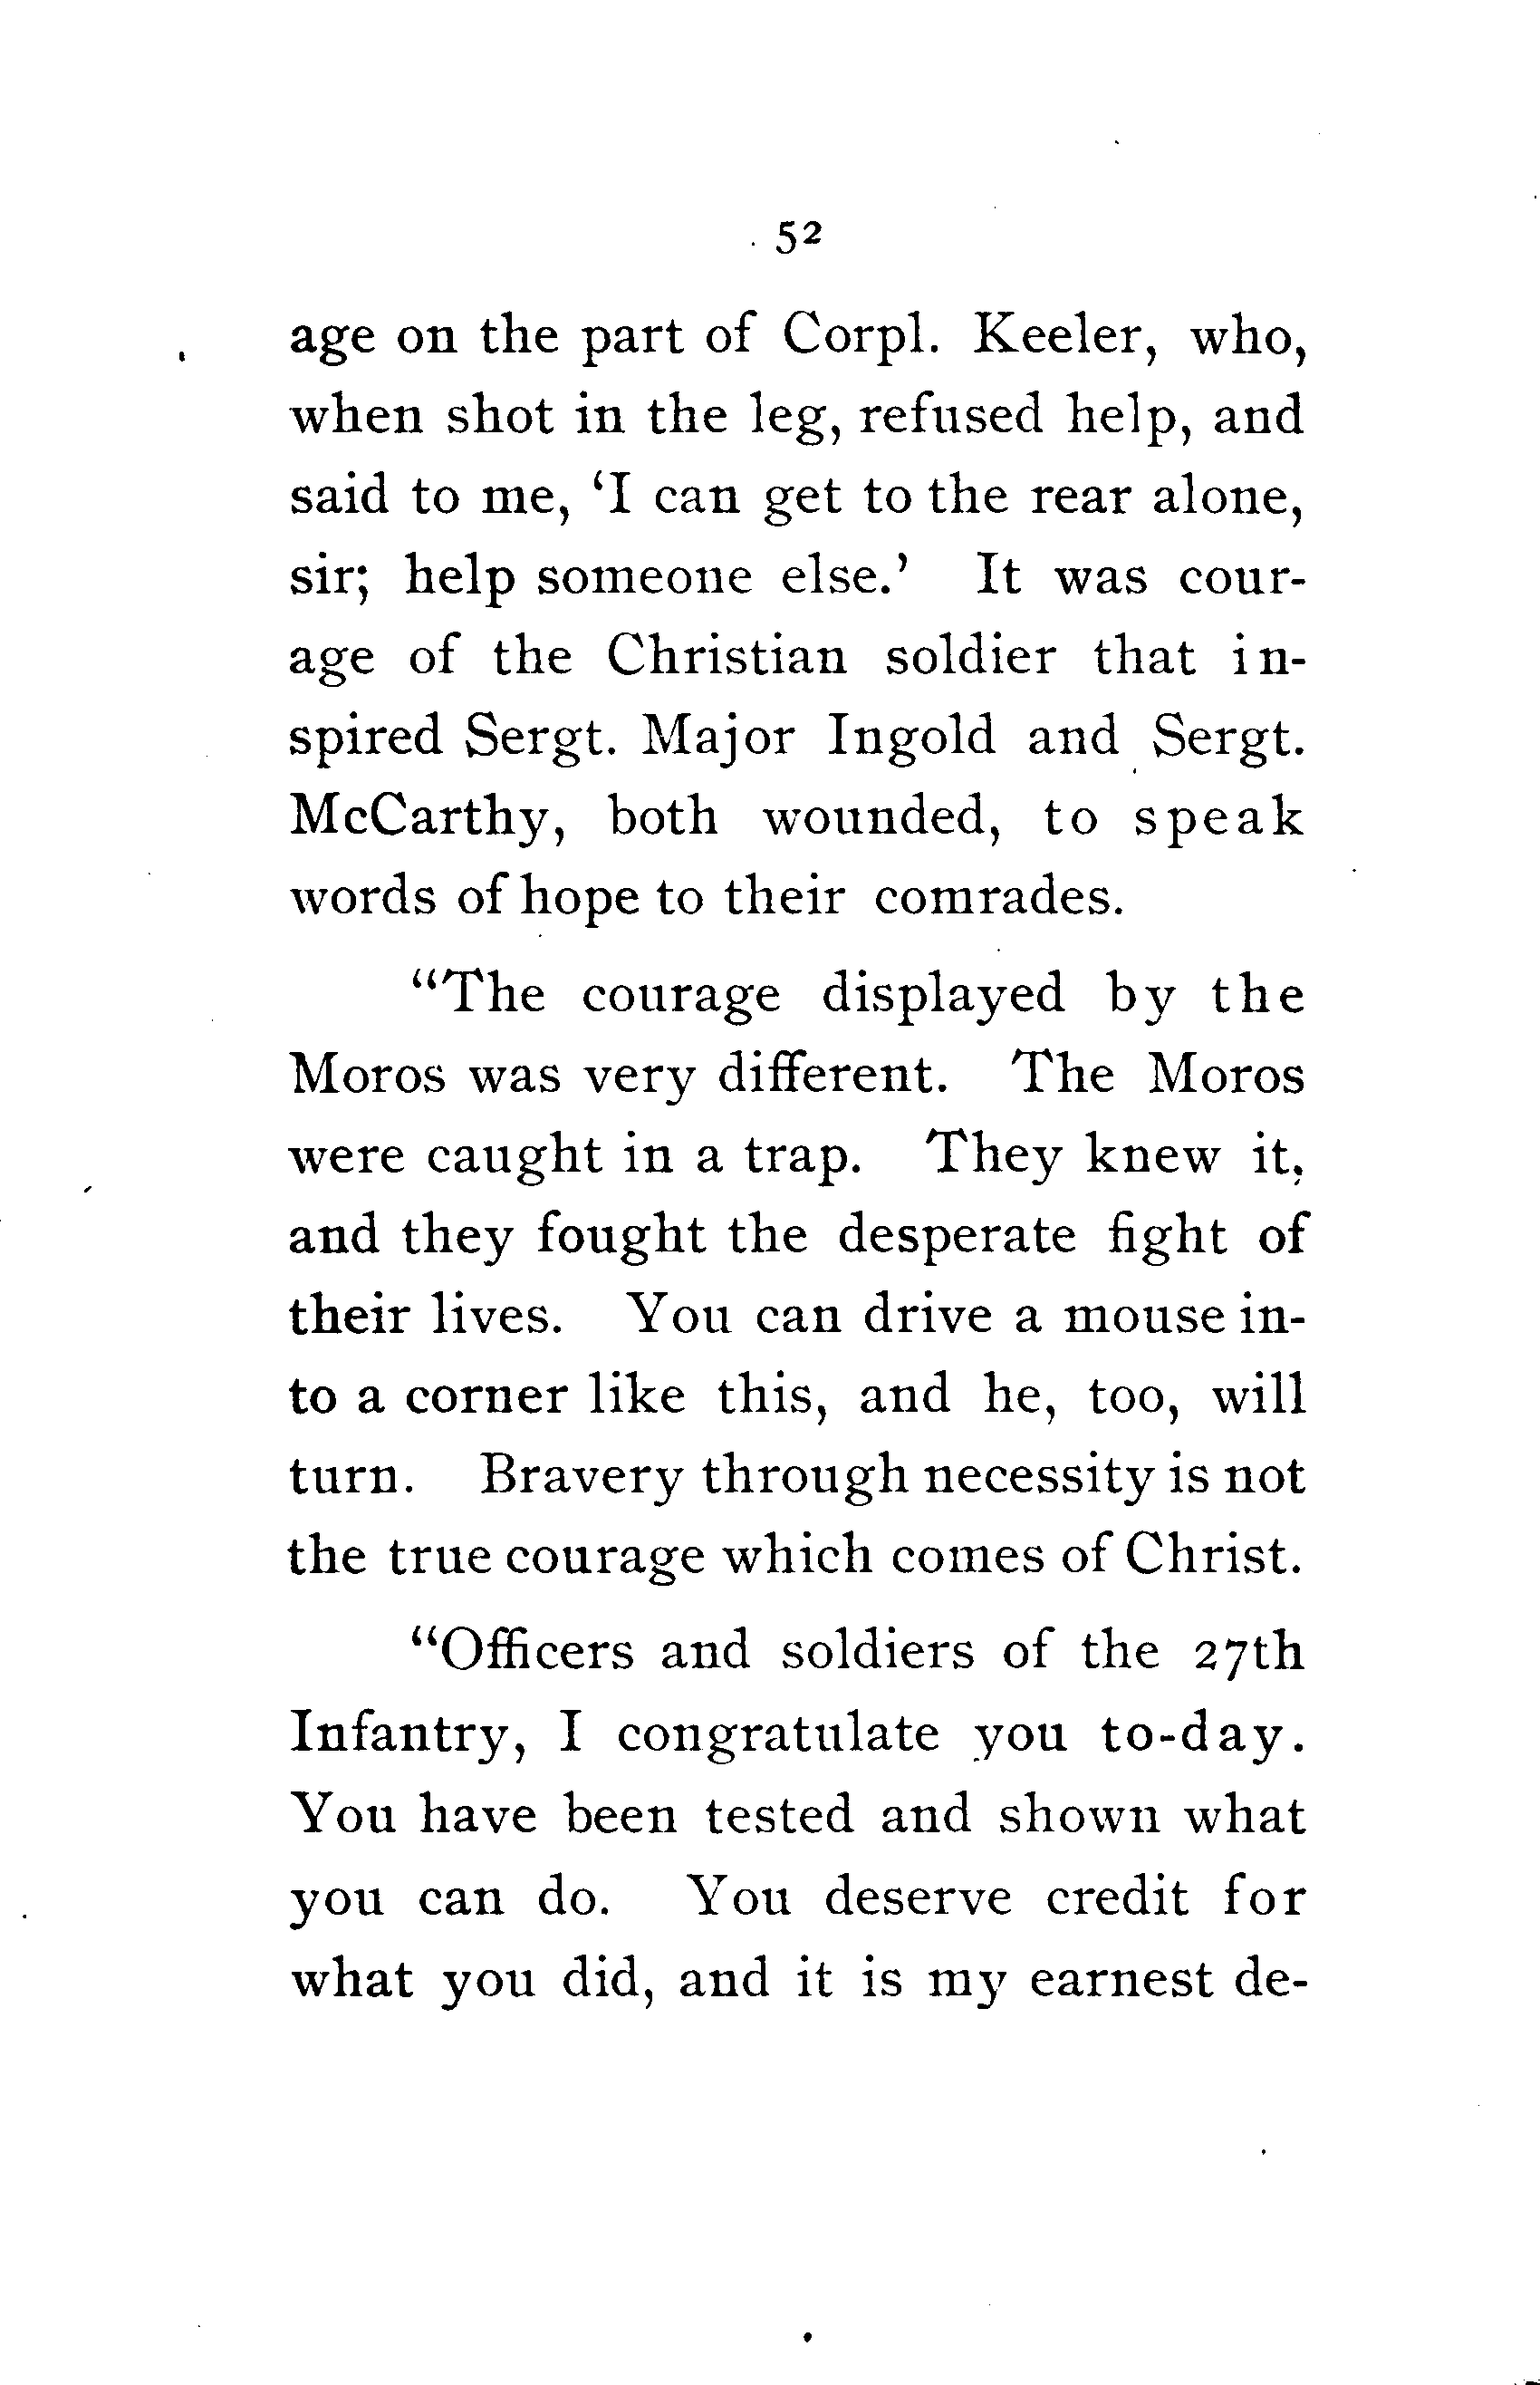 52
age on the part of Corpl. Keeler, who,
when shot in the leg, refused help, and
said to me, ‘I can get to the rear alone,
sir; help someone else.’ It was cour-
age of the Christian soldier that in-
spired Sergt. Major Ingold and Sergt.
McCarthy, both wounded, to speak
words of hope to their comrades.
“The courage displayed by the
Moros was very different. The Moros
were caught in a trap. They knew it,
and they fought the desperate fight of
their lives. You can drive a mouse in-
to a corner like this, and he, too, will
turn. Bravery through necessity is not
the true courage which comes of Christ.
“Officers and soldiers of the 27th
Infantry, I congratulate you to-day.
You have been tested and shown what
you can do. You deserve credit for
what you did, and it is my earnest de-